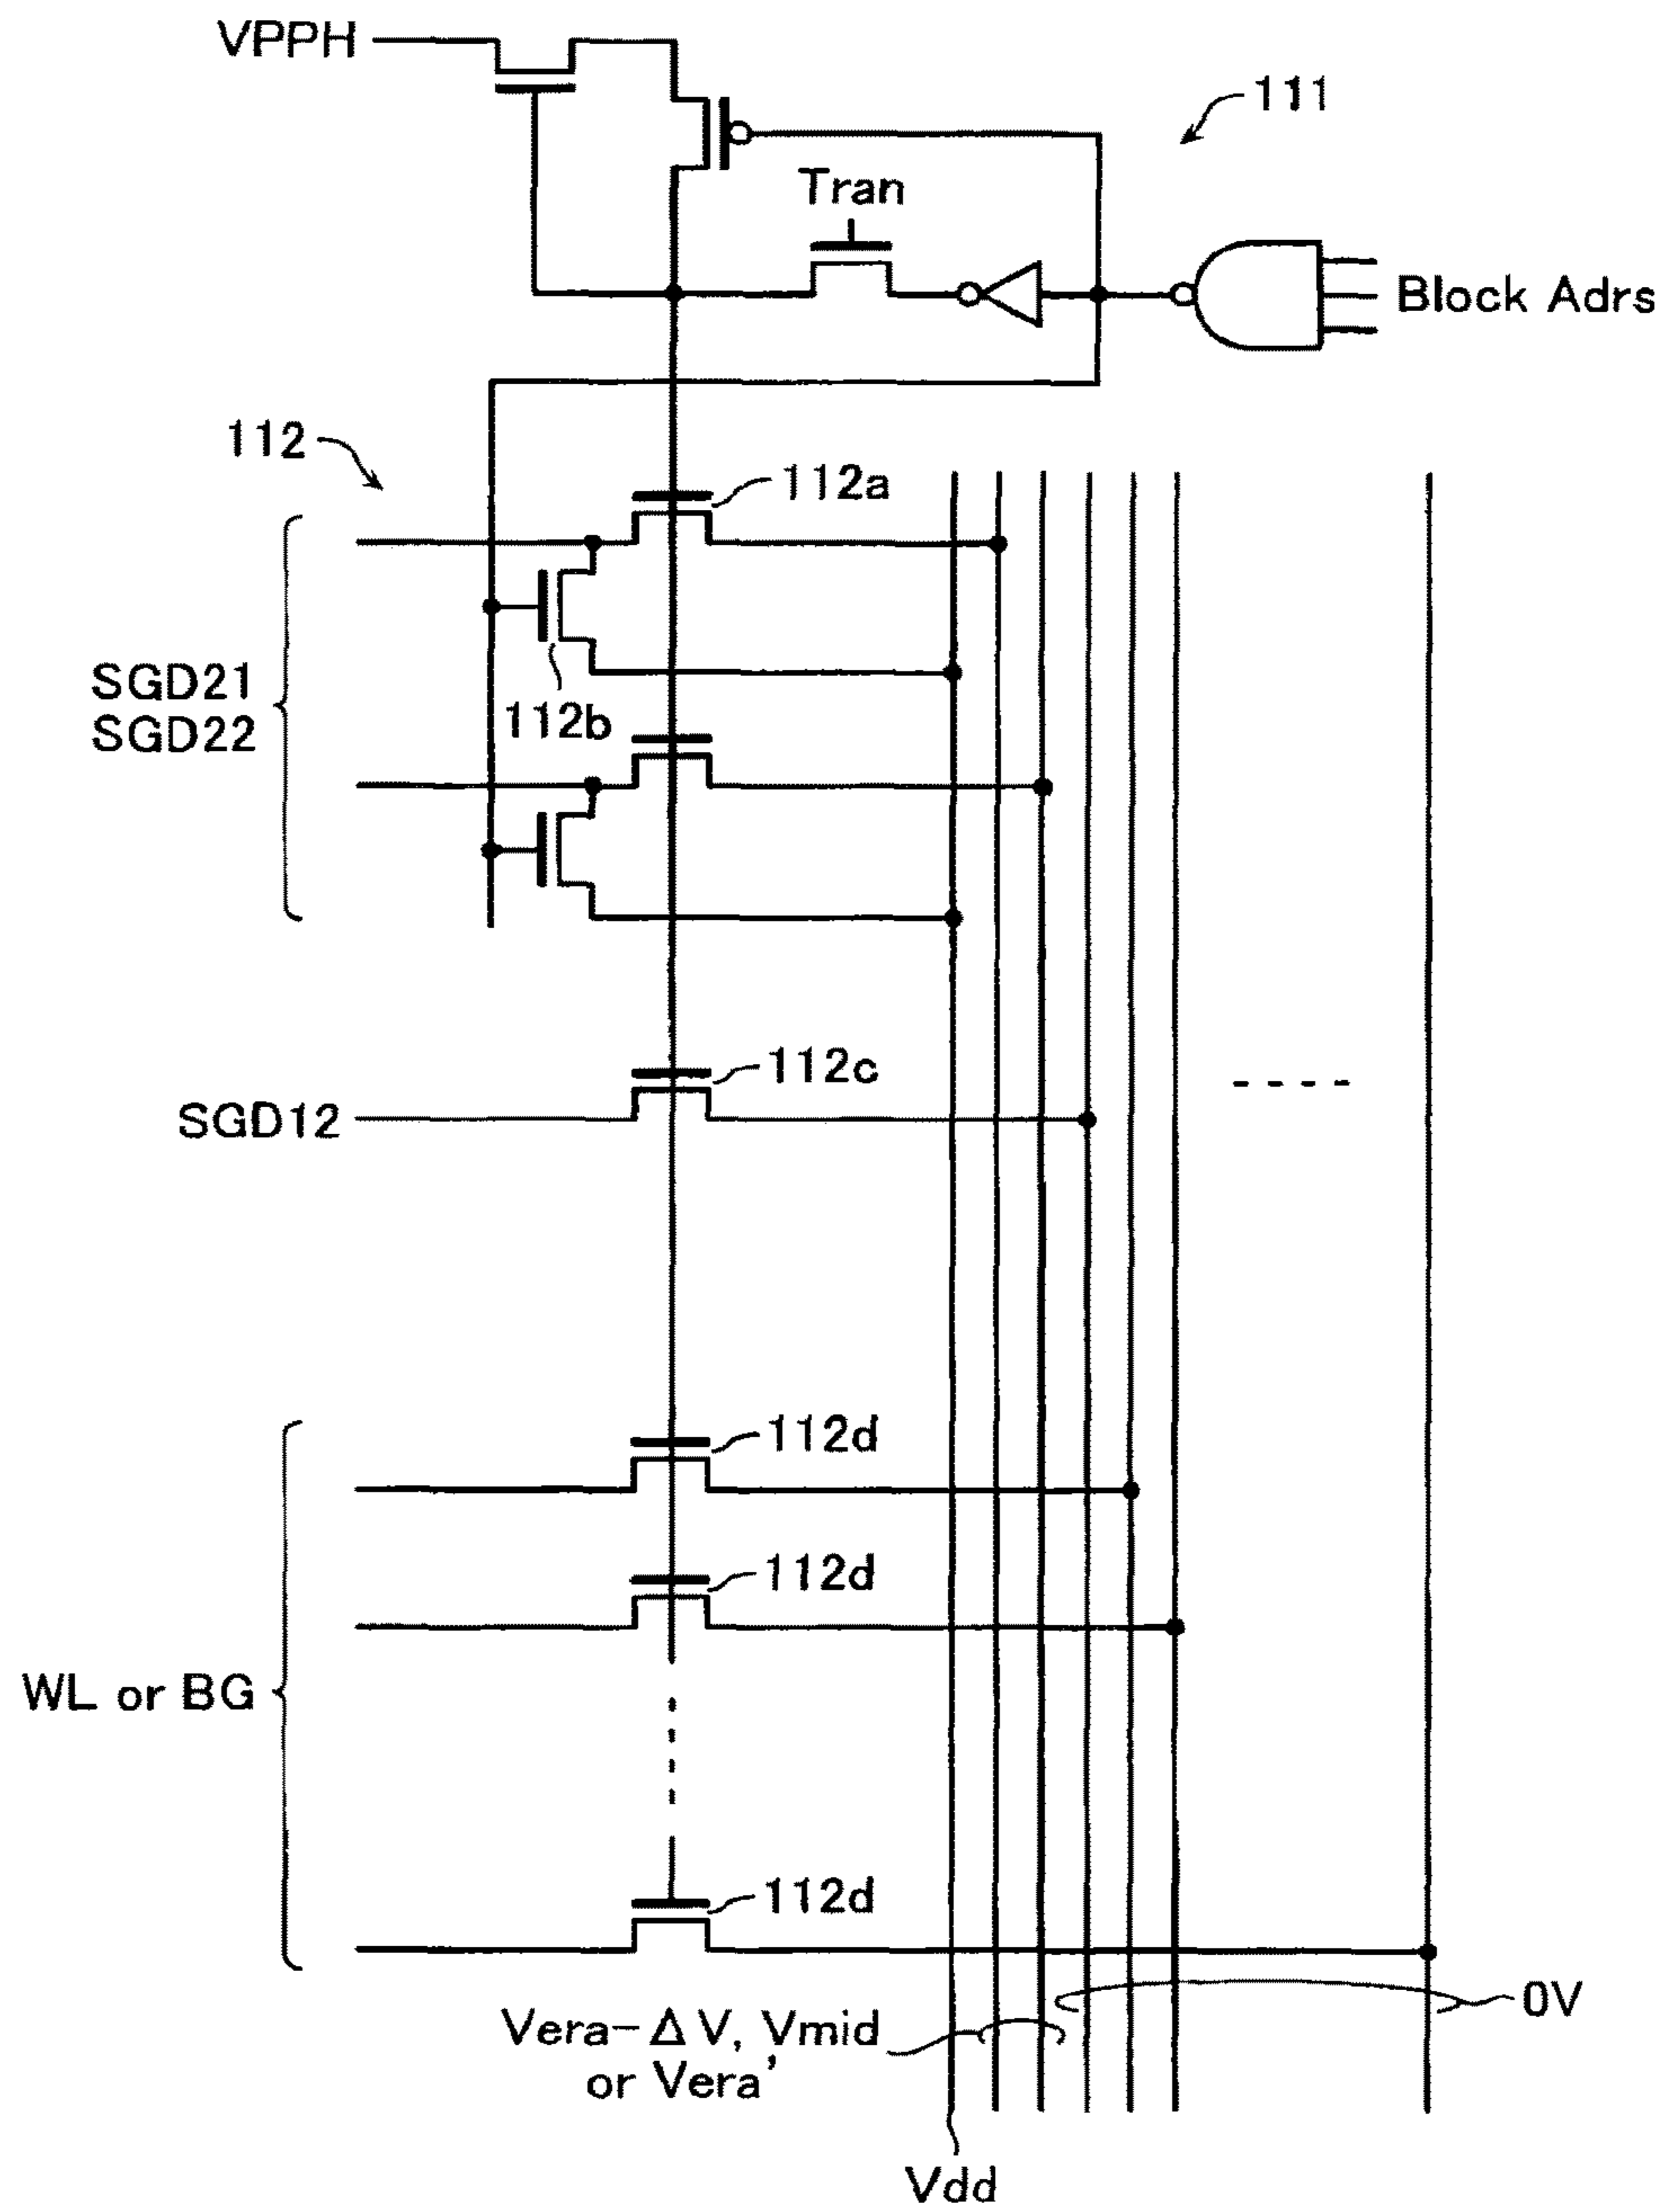 VPPH
111
Tran
Block Adrs
112
112a
SGD21
SGD22
112b
112c
SGD12
112d
112d
WL or BG
112d
0V
Vera-ΔV, Vmid
or Vera'
Vdd